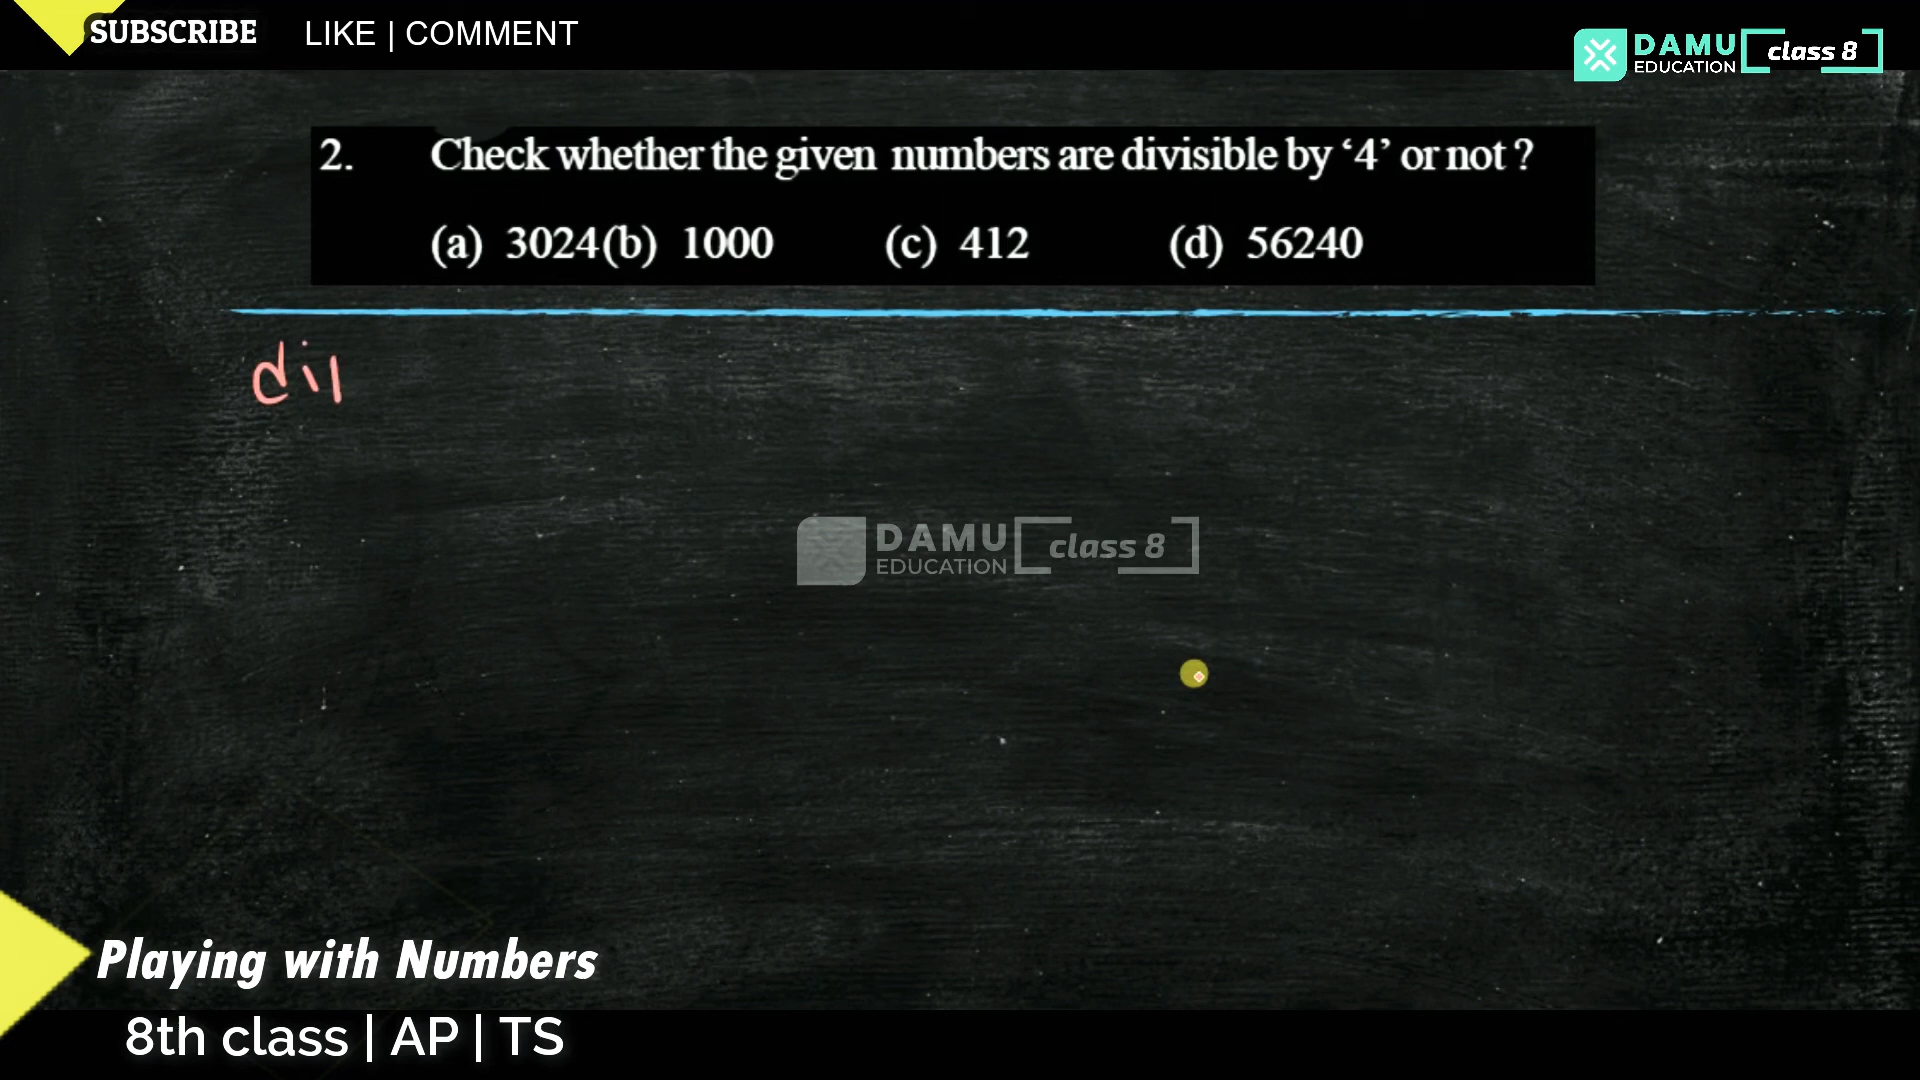 SUBSCRIBE LIKE | COMMENT
DAMU EDUCATION class 8
2. Check whether the given numbers are divisible by ‘4’ or not ?
(a) 3024 (b) 1000 (c) 412 (d) 56240
DAMU EDUCATION class 8
Playing with Numbers
8th class | AP | TS